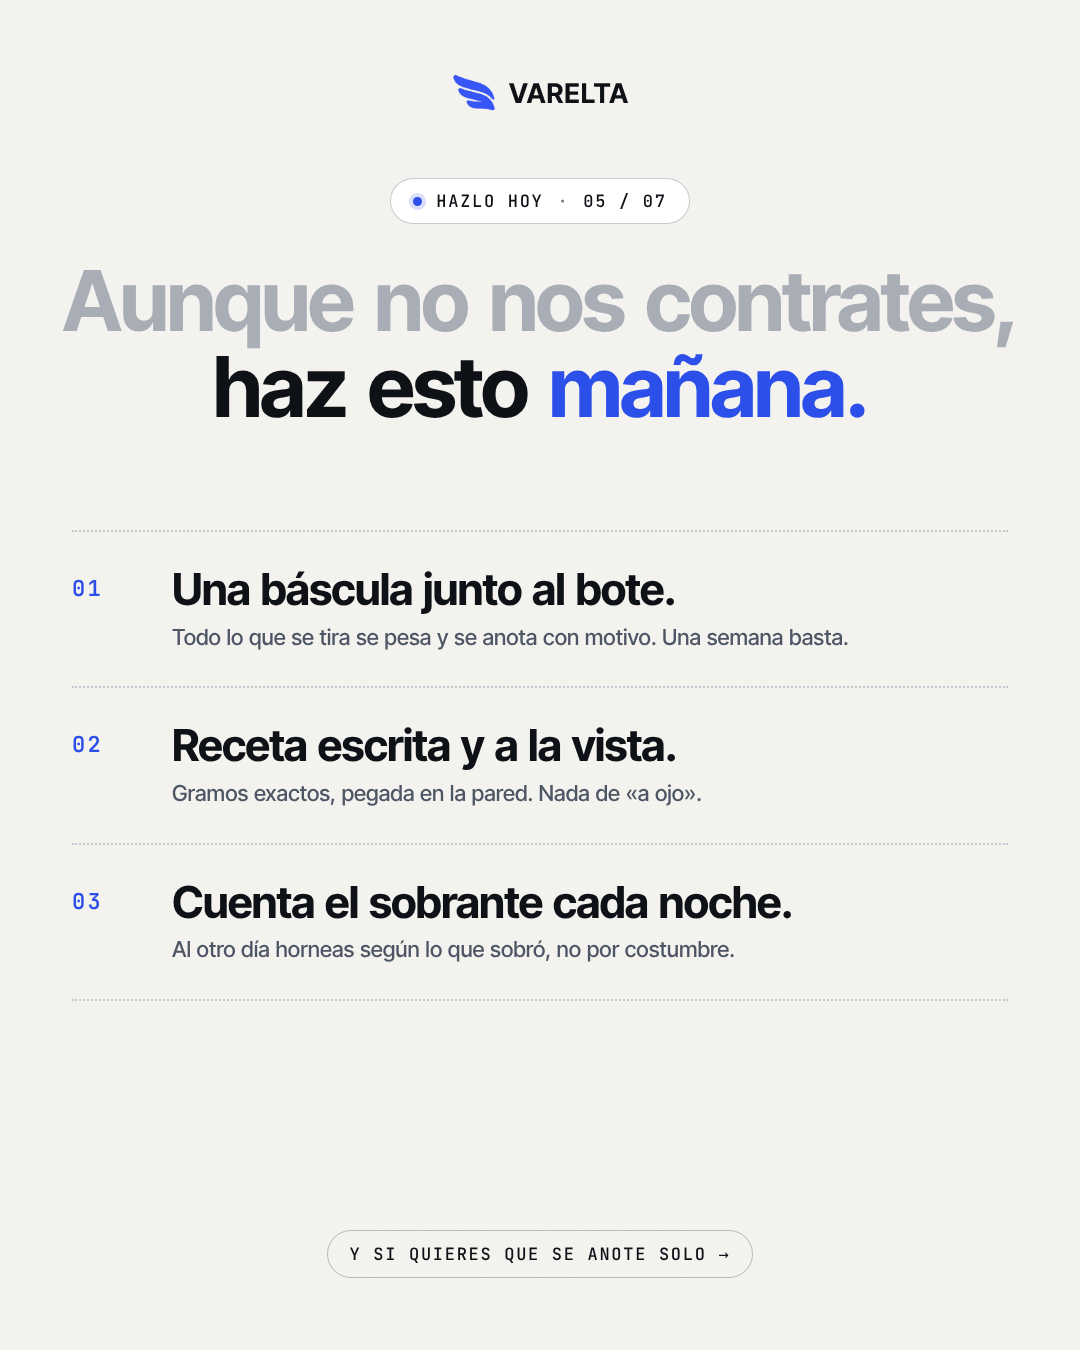 VARELTA
HAZLO HOY · 05 / 07
Aunque no nos contrates,
haz esto mañana.
01
Una báscula junto al bote.
Todo lo que se tira se pesa y se anota con motivo. Una semana basta.
02
Receta escrita y a la vista.
Gramos exactos, pegada en la pared. Nada de «a ojo».
03
Cuenta el sobrante cada noche.
Al otro día horneas según lo que sobró, no por costumbre.
Y SI QUIERES QUE SE ANOTE SOLO →